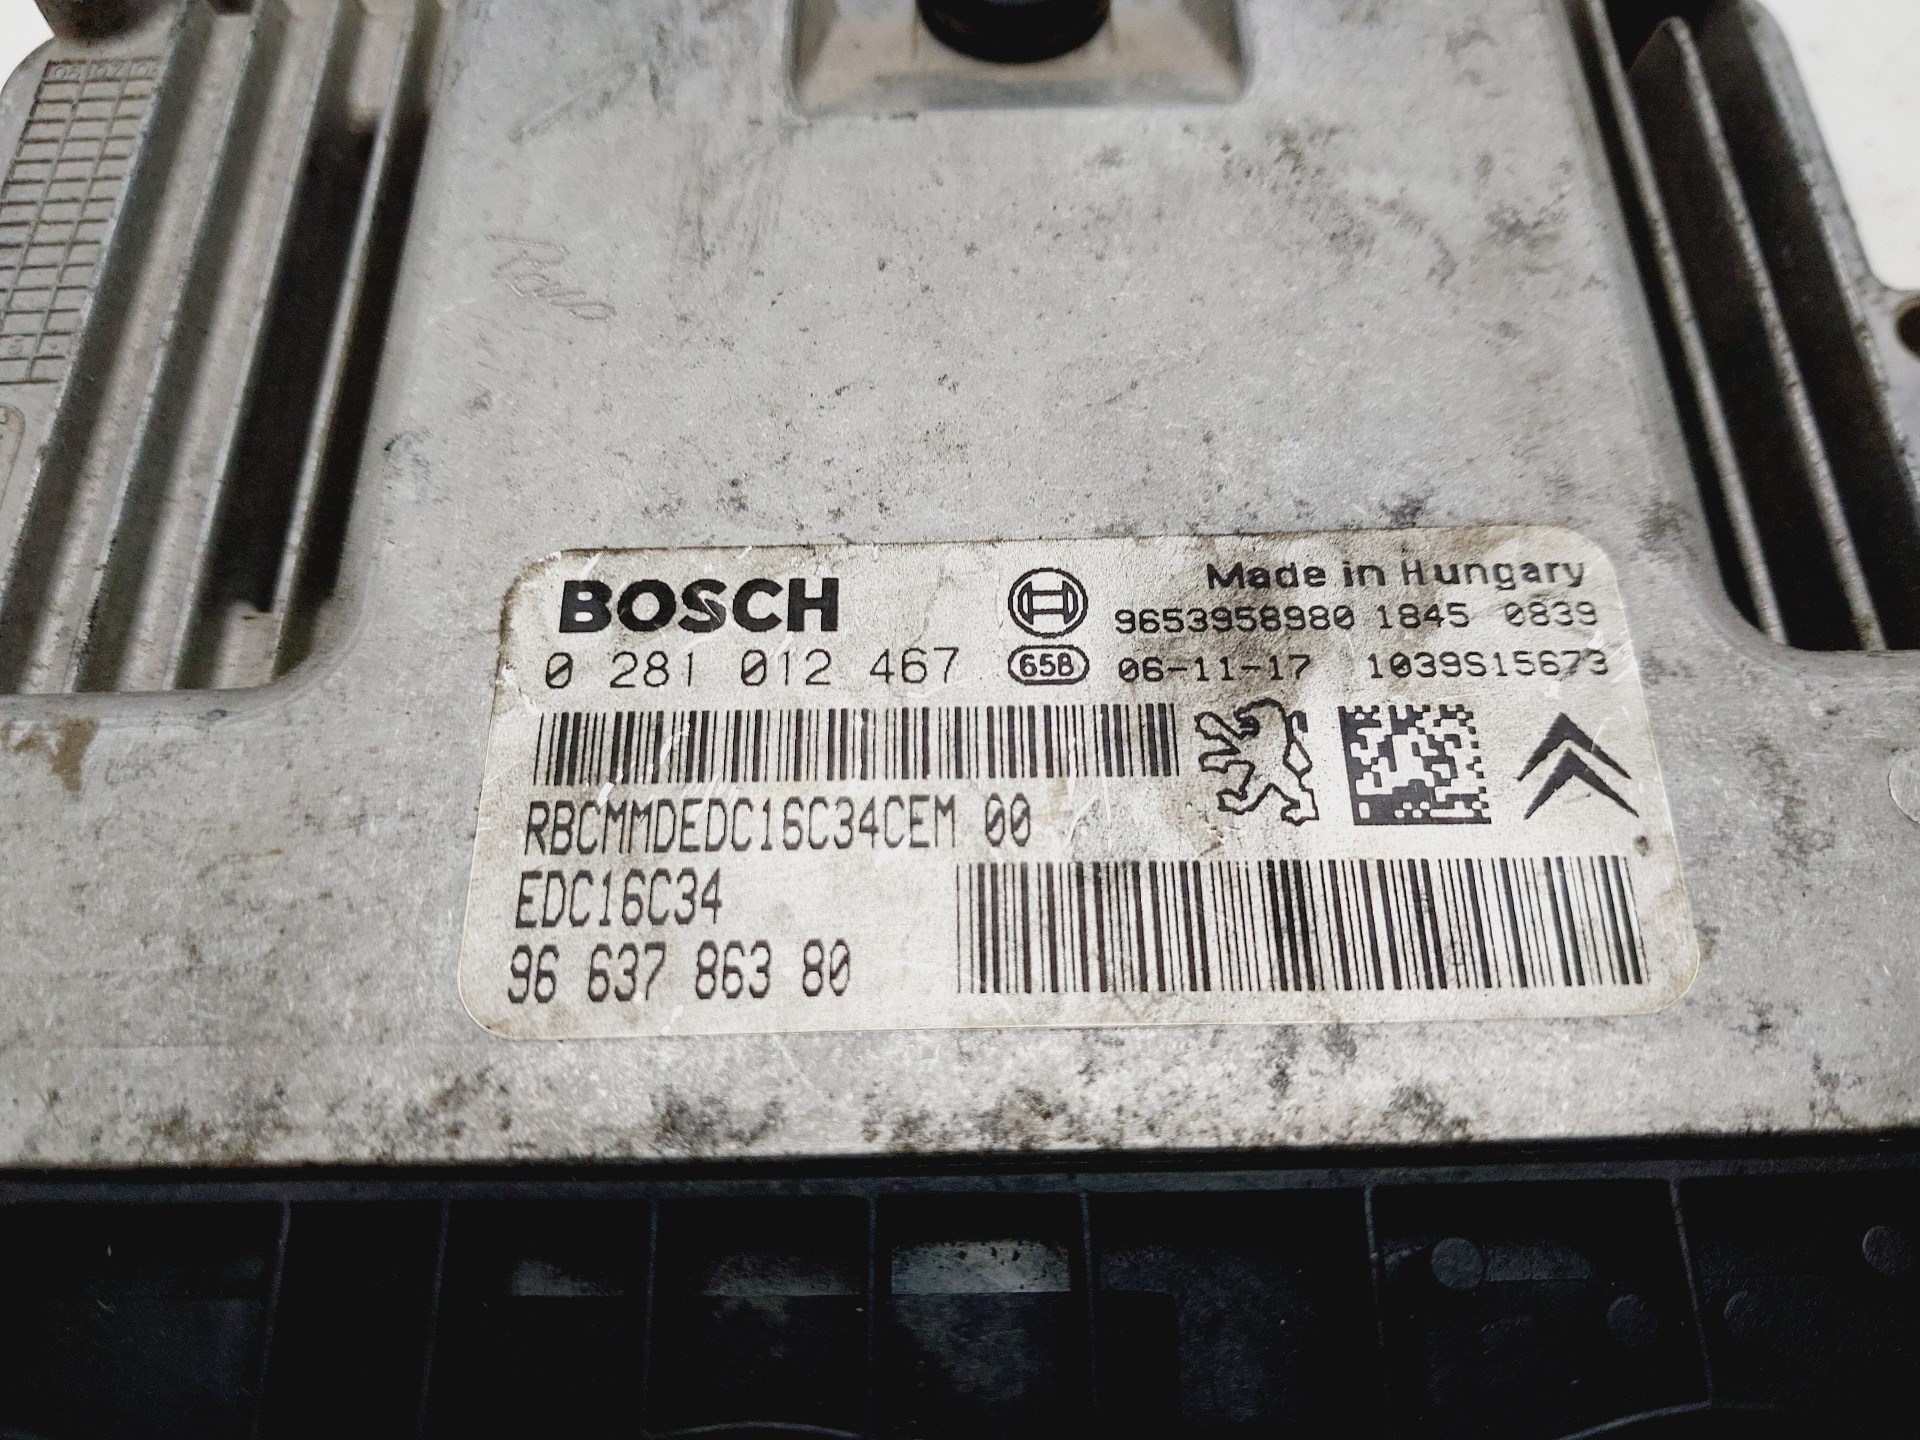 BOSCH
Made in Hungary
9653958980 1845 0839
0 281 012 467
658
06-11-17 1039S15673
RBCMMDEDC16C34CEM 00
EDC16C34
96 637 863 80